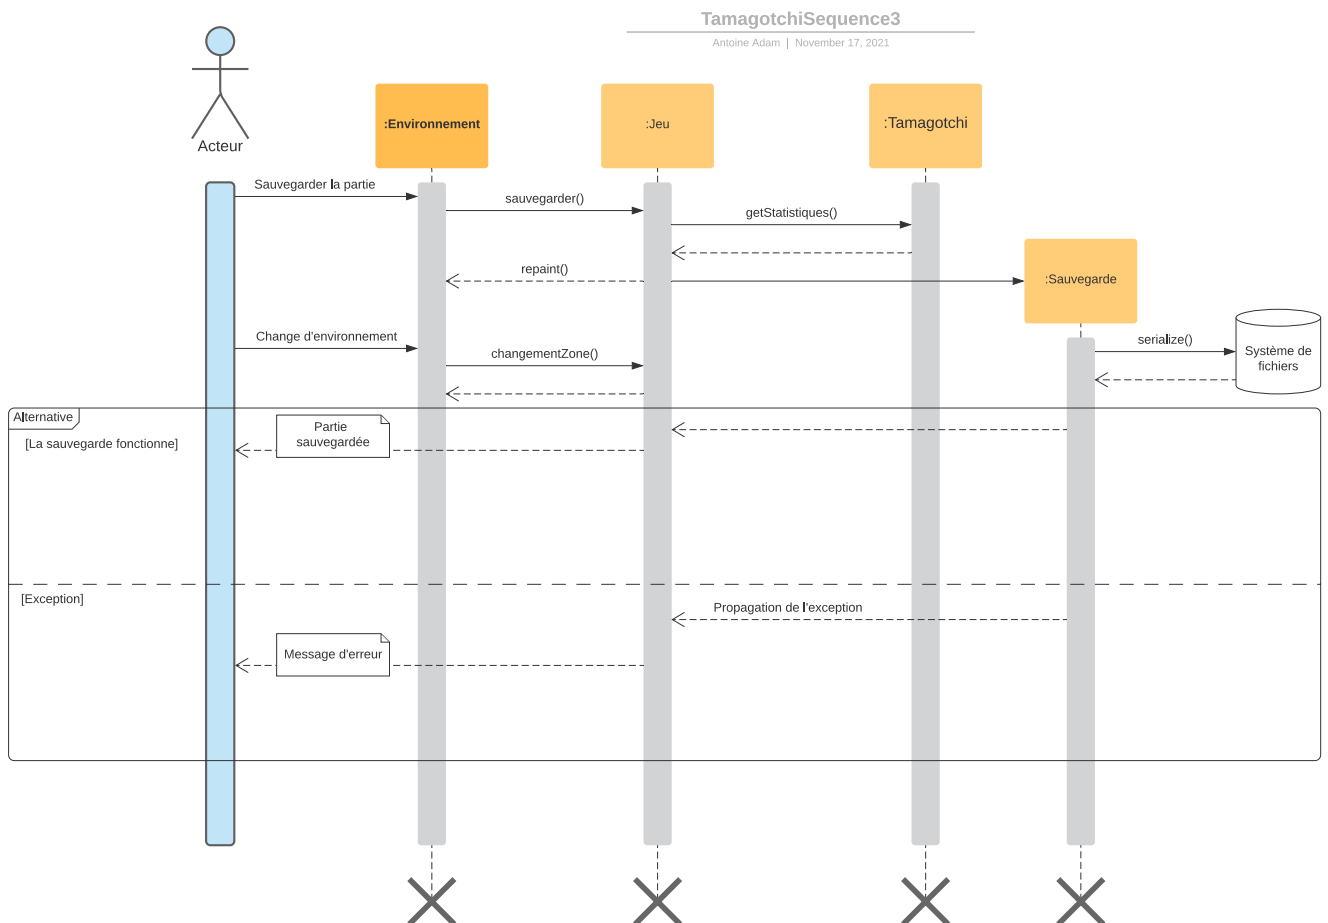 TamagotchiSequence3
Antoine Adam | November 17, 2021
Acteur
:Environnement
:Jeu
:Tamagotchi
Sauvegarder la partie
sauvegarder()
getStatistiques()
repaint()
:Sauvegarde
Change d'environnement
changementZone()
serialize()
Système de
fichiers
Alternative
[La sauvegarde fonctionne]
Partie
sauvegardée
[Exception]
Propagation de l'exception
Message d'erreur